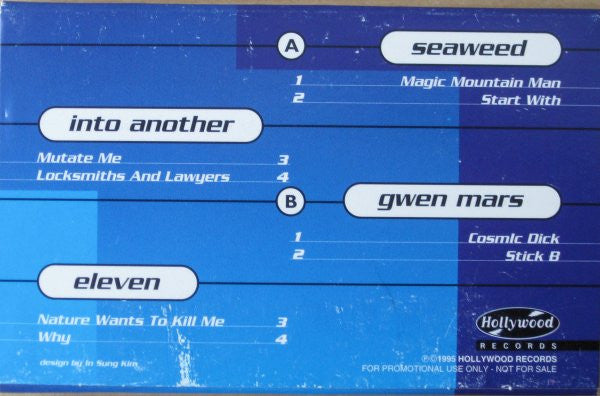 A seaweed
1 Magic Mountain Man
2 Start With
into another
Mutate Me 3
Locksmiths And Lawyers 4
B gwen mars
1 Cosmic Dick
2 Stick B
eleven
Nature Wants To Kill Me 3
Why 4
Hollywood
RECORDS
design by In Sung Kim
℗©1995 HOLLYWOOD RECORDS
FOR PROMOTIONAL USE ONLY - NOT FOR SALE